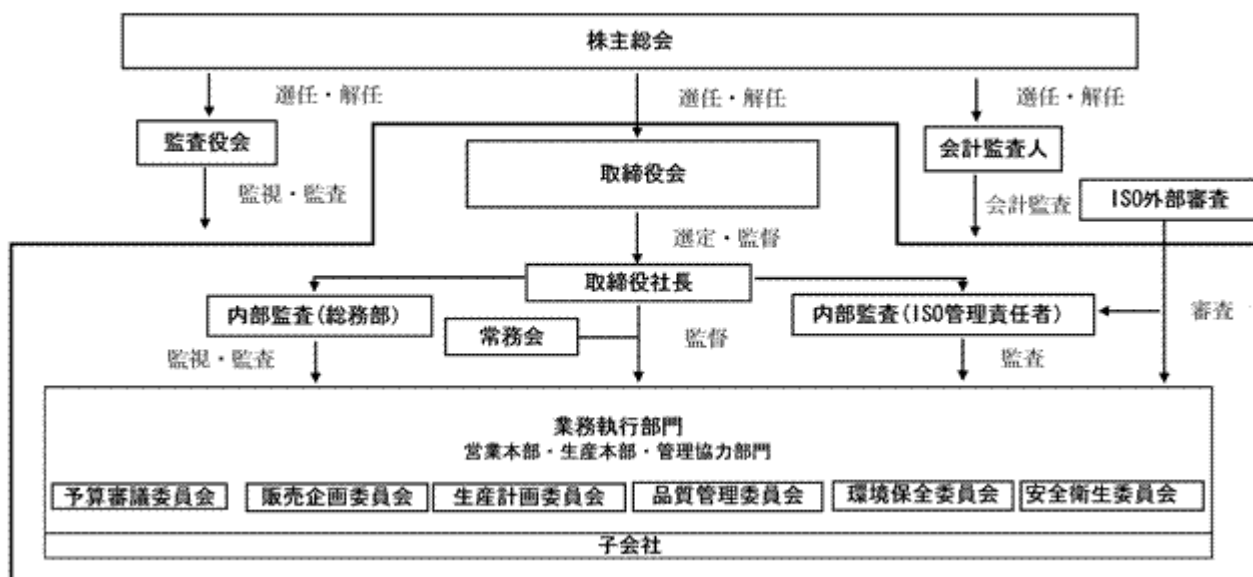 株主総会
選任・解任
選任・解任
選任・解任
監査役会
取締役会
会計監査人
監視・監査
会計監査
ISO外部審査
選定・監督
取締役社長
内部監査(総務部)
内部監査(ISO管理責任者)
審査
常務会
監督
監視・監査
監査
業務執行部門
営業本部・生産本部・管理協力部門
予算審議委員会
販売企画委員会
生産計画委員会
品質管理委員会
環境保全委員会
安全衛生委員会
子会社